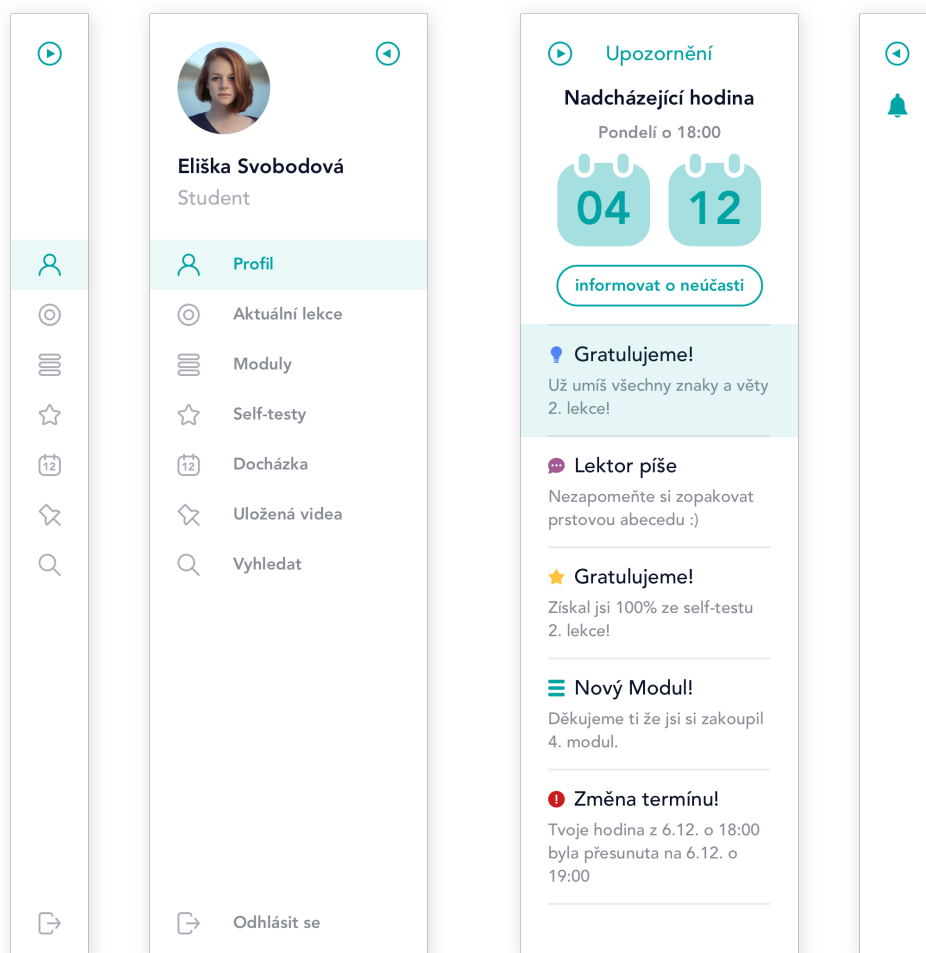 Eliška Svobodová
Student
12
Profil
Aktuální lekce
Moduly
Self-testy
12
Docházka
Uložená videa
Vyhledat
Odhlásit se
Upozornění
Nadcházející hodina
Pondelí o 18:00
04 12
informovat o neúčasti
Gratulujeme!
Už umíš všechny znaky a věty
2. lekce!
Lektor píše
Nezapomeňte si zopakovat
prstovou abecedu :)
Gratulujeme!
Získal jsi 100% ze self-testu
2. lekce!
Nový Modul!
Děkujeme ti že jsi si zakoupil
4. modul.
Změna termínu!
Tvoje hodina z 6.12. o 18:00
byla přesunuta na 6.12. o
19:00